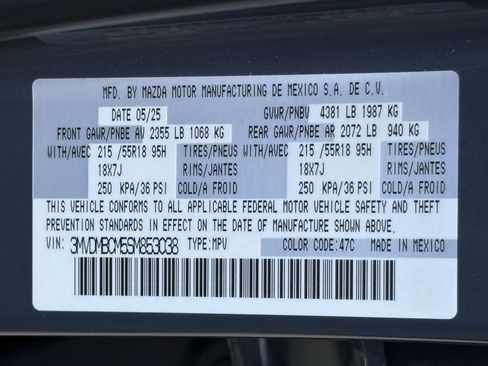 MFD. BY MAZDA MOTOR MANUFACTURING DE MEXICO S.A. DE C.V.
DATE 05/25 GVWR/PNBV 4381 LB 1987 KG
FRONT GAWR/PNBE AV 2355 LB 1068 KG REAR GAWR/PNBE AR 2072 LB 940 KG
WITH/AVEC 215 /55R18 95H TIRES/PNEUS WITH/AVEC 215 /55R18 95H TIRES/PNEUS
18X7J RIMS/JANTES 18X7J RIMS/JANTES
250 KPA/36 PSI COLD/A FROID 250 KPA/36 PSI COLD/A FROID
THIS VEHICLE CONFORMS TO ALL APPLICABLE FEDERAL MOTOR VEHICLE SAFETY AND THEFT
PREVENTION STANDARDS IN EFFECT ON THE DATE OF MANUFACTURE SHOWN ABOVE.
VIN: 3MVDMBCM5SM853038 TYPE: MPV COLOR CODE: 47C MADE IN MEXICO